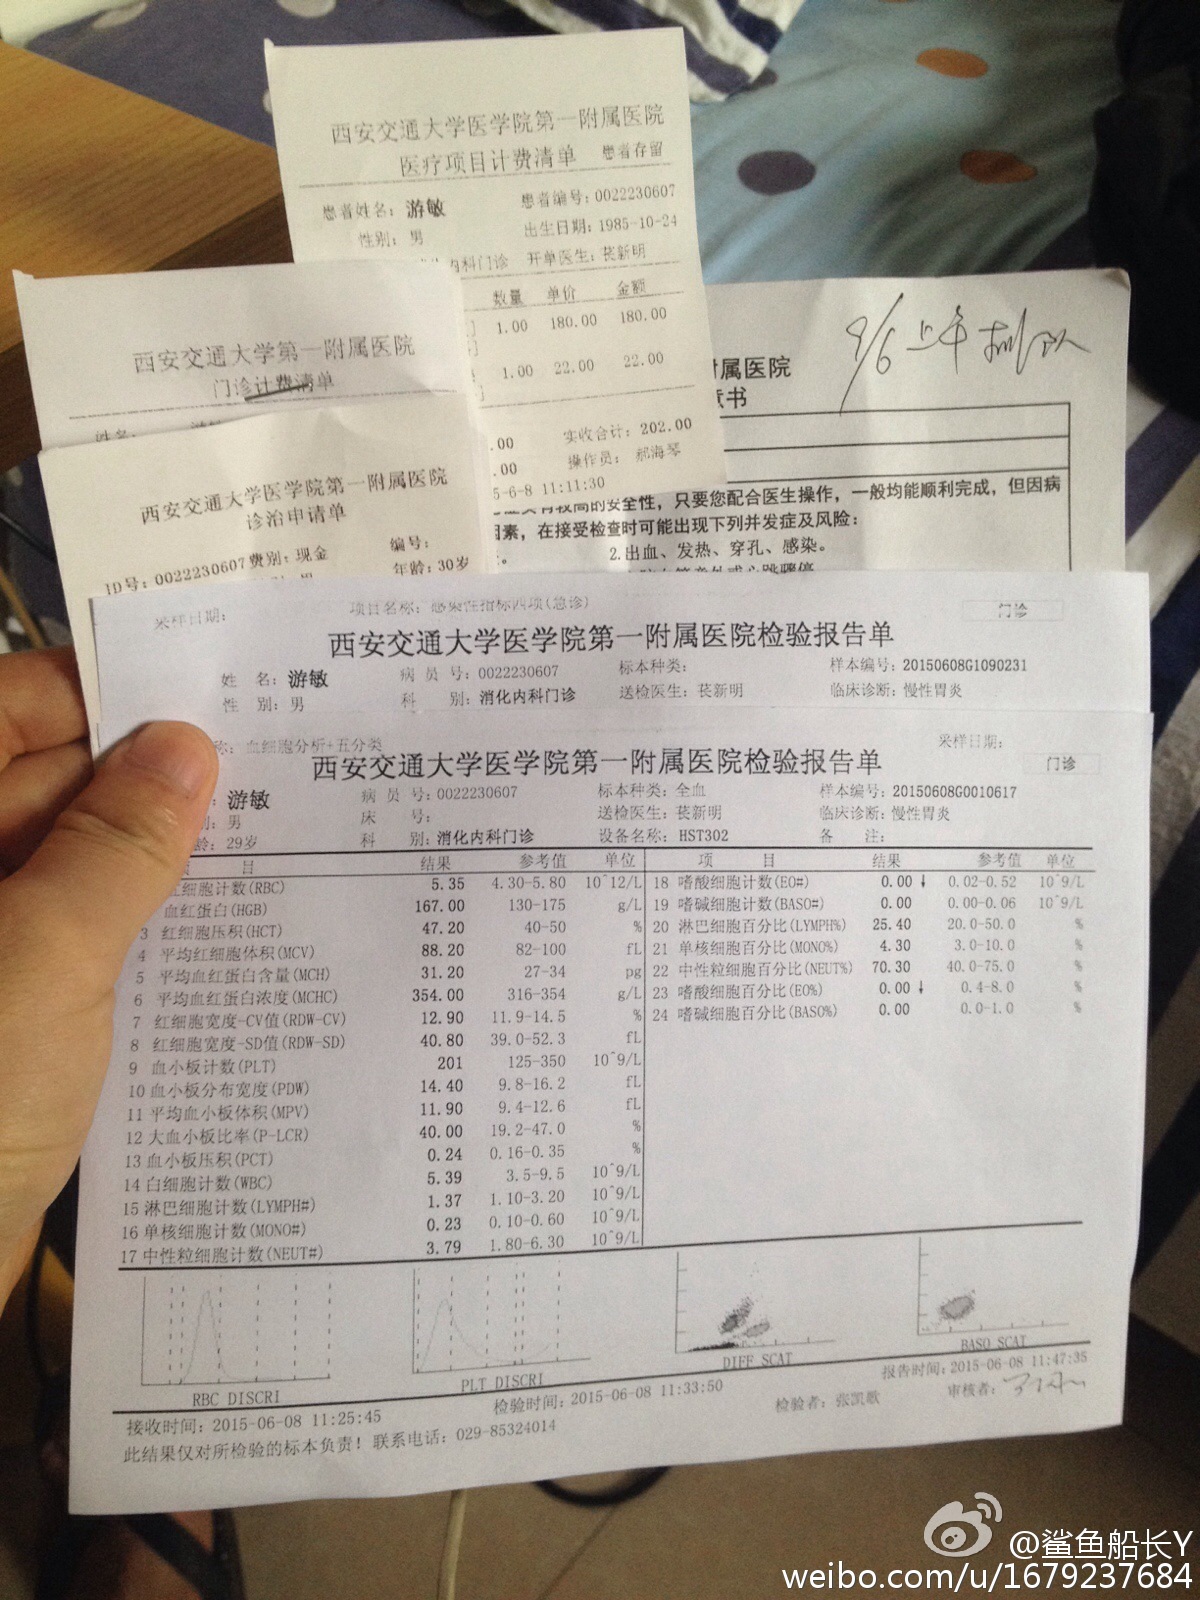 西安交通大学医学院第一附属医院
医疗项目计费清单 患者存留
患者姓名：游敏 患者编号：0022230607
性别：男 出生日期：1985-10-24
内科门诊 开单医生：苌新明
数量 单价 金额
1.00 180.00 180.00
1.00 22.00 22.00
.00 实收合计：202.00
.00 操作员：郝海琴
5-6-8 11:11:30
西安交通大学第一附属医院
门诊计费清单
姓名：
西安交通大学医学院第一附属医院
诊治申请单
编号：
ID号：0022230607 费别：现金 年龄：30岁
9/6 上午
附属医院
意书
具有较高的安全性，只要您配合医生操作，一般均能顺利完成，但因病
因素，在接受检查时可能出现下列并发症及风险：
2.出血、发热、穿孔、感染。
采样日期： 项目名称：感染性指标四项(急诊) 门诊
西安交通大学医学院第一附属医院检验报告单
姓 名：游敏 病 员 号：0022230607 标本种类： 样本编号：20150608G1090231
性 别：男 科 别：消化内科门诊 送检医生：苌新明 临床诊断：慢性胃炎
称：血细胞分析+五分类 采样日期：
西安交通大学医学院第一附属医院检验报告单 门诊
：游敏 病 员 号：0022230607 标本种类：全血 样本编号：20150608G0010617
别：男 床 号： 送检医生：苌新明 临床诊断：慢性胃炎
龄：29岁 科 别：消化内科门诊 设备名称：HST302 备 注：
项 目 结果 参考值 单位 项 目 结果 参考值 单位
红细胞计数(RBC) 5.35 4.30-5.80 10^12/L 18 嗜酸细胞计数(EO#) 0.00↓ 0.02-0.52 10^9/L
血红蛋白(HGB) 167.00 130-175 g/L 19 嗜碱细胞计数(BASO#) 0.00 0.00-0.06 10^9/L
3 红细胞压积(HCT) 47.20 40-50 % 20 淋巴细胞百分比(LYMPH%) 25.40 20.0-50.0 %
4 平均红细胞体积(MCV) 88.20 82-100 fL 21 单核细胞百分比(MONO%) 4.30 3.0-10.0 %
5 平均血红蛋白含量(MCH) 31.20 27-34 pg 22 中性粒细胞百分比(NEUT%) 70.30 40.0-75.0 %
6 平均血红蛋白浓度(MCHC) 354.00 316-354 g/L 23 嗜酸细胞百分比(EO%) 0.00↓ 0.4-8.0 %
7 红细胞宽度-CV值(RDW-CV) 12.90 11.9-14.5 % 24 嗜碱细胞百分比(BASO%) 0.00 0.0-1.0 %
8 红细胞宽度-SD值(RDW-SD) 40.80 39.0-52.3 fL
9 血小板计数(PLT) 201 125-350 10^9/L
10 血小板分布宽度(PDW) 14.40 9.8-16.2 fL
11 平均血小板体积(MPV) 11.90 9.4-12.6 fL
12 大血小板比率(P-LCR) 40.00 19.2-47.0 %
13 血小板压积(PCT) 0.24 0.16-0.35 %
14 白细胞计数(WBC) 5.39 3.5-9.5 10^9/L
15 淋巴细胞计数(LYMPH#) 1.37 1.10-3.20 10^9/L
16 单核细胞计数(MONO#) 0.23 0.10-0.60 10^9/L
17 中性粒细胞计数(NEUT#) 3.79 1.80-6.30 10^9/L
RBC DISCRI PLT DISCRI DIFF SCAT BASO SCAT
接收时间：2015-06-08 11:25:45 检验时间：2015-06-08 11:33:50 报告时间：2015-06-08 11:47:35
此结果仅对所检验的标本负责！联系电话：029-85324014 检验者：张凯歌 审核者：
@鲨鱼船长Y
weibo.com/u/1679237684